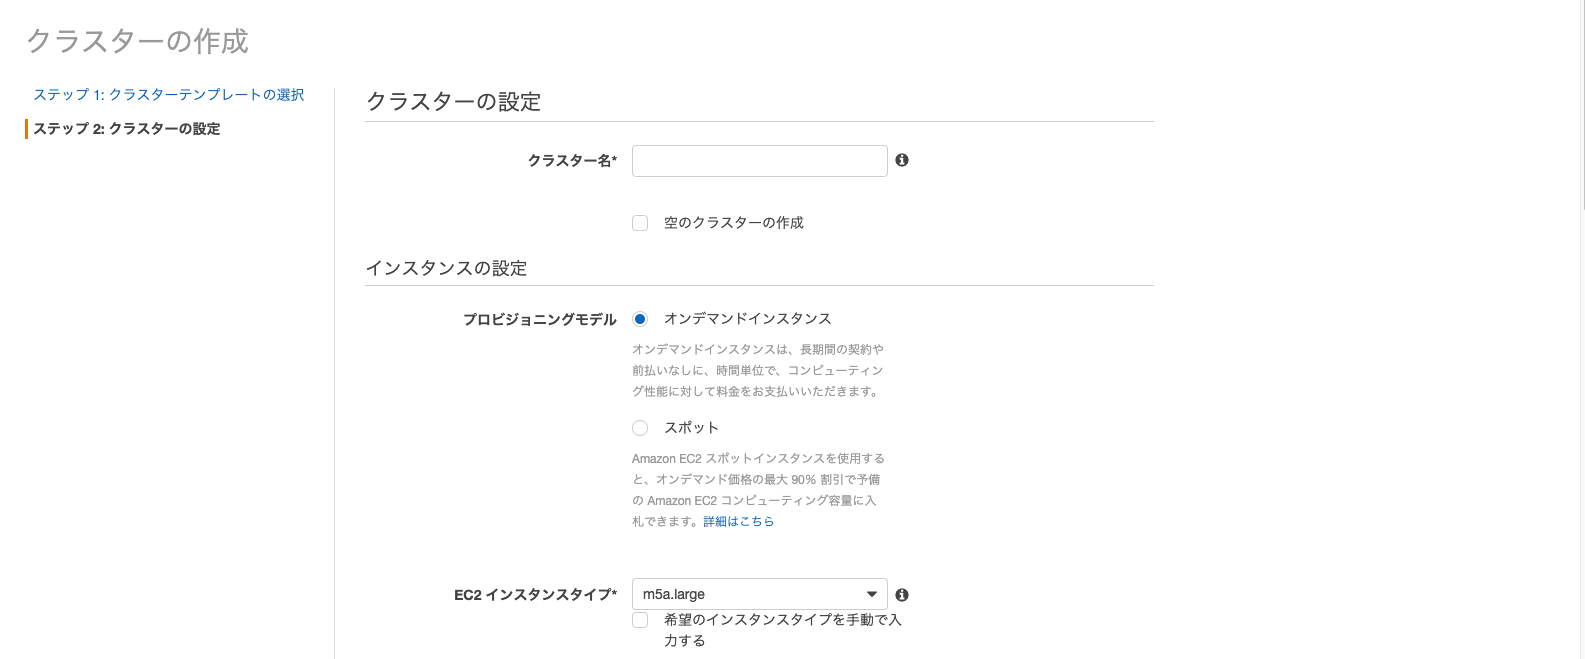 クラスターの作成
ステップ 1: クラスターテンプレートの選択
ステップ 2: クラスターの設定
クラスターの設定
クラスター名*
空のクラスターの作成
インスタンスの設定
プロビジョニングモデル
オンデマンドインスタンス
オンデマンドインスタンスは、長期間の契約や
前払いなしに、時間単位で、コンピューティン
グ性能に対して料金をお支払いいただきます。
スポット
Amazon EC2 スポットインスタンスを使用する
と、オンデマンド価格の最大 90% 割引で予備
の Amazon EC2 コンピューティング容量に入
札できます。詳細はこちら
EC2 インスタンスタイプ*
m5a.large
希望のインスタンスタイプを手動で入
力する